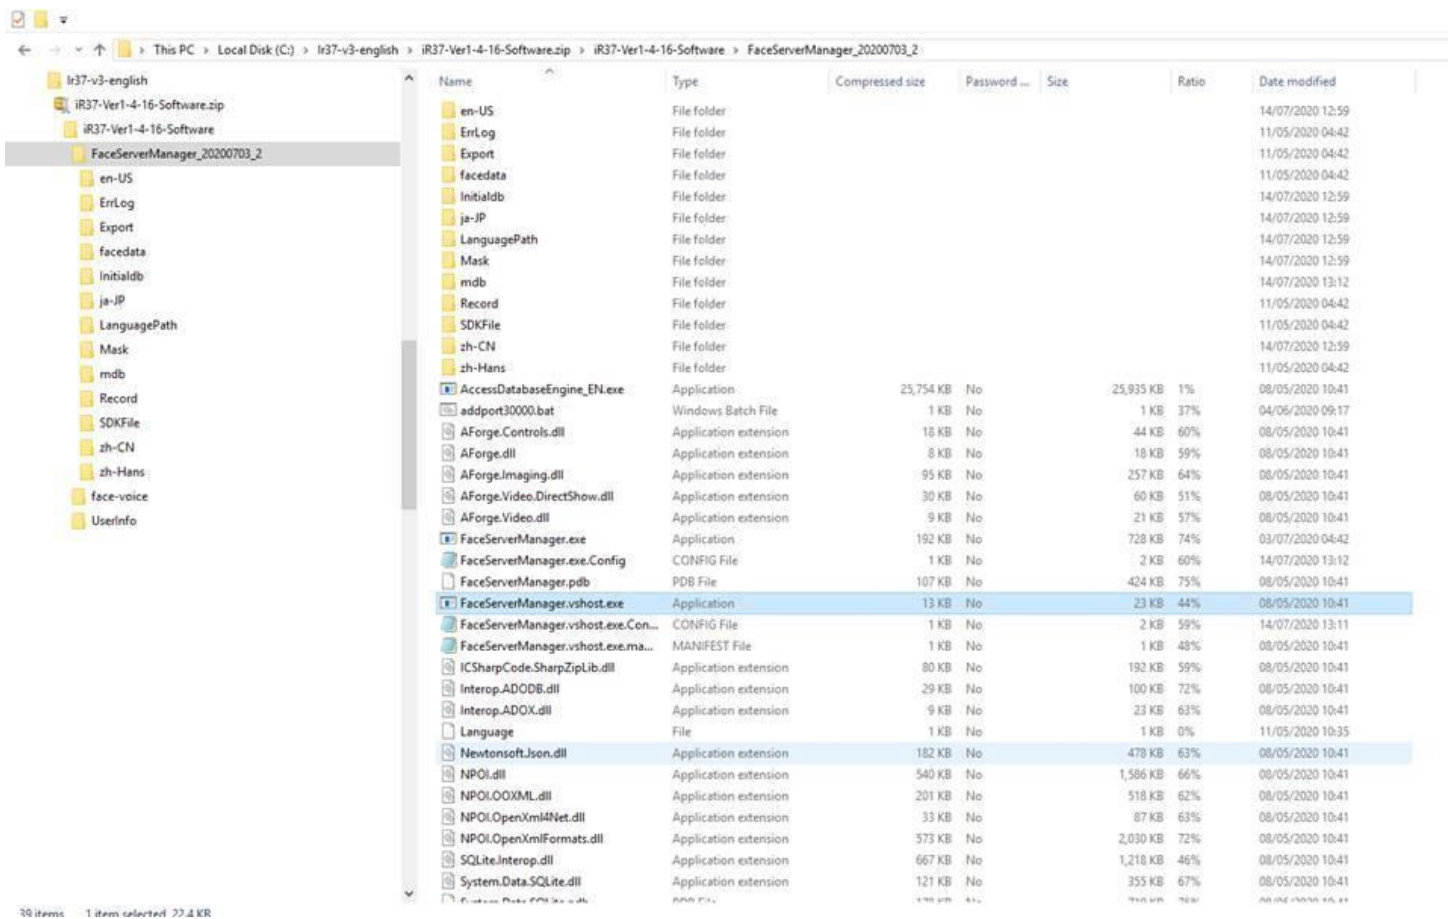 This PC > Local Disk (C:) > Ir37-v3-english > iR37-Ver1-4-16-Software.zip > iR37-Ver1-4-16-Software > FaceServerManager_20200703_2
Ir37-v3-english
iR37-Ver1-4-16-Software.zip
iR37-Ver1-4-16-Software
FaceServerManager_20200703_2
en-US
ErrLog
Export
facedata
Initialdb
ja-JP
LanguagePath
Mask
mdb
Record
SDKFile
zh-CN
zh-Hans
face-voice
UserInfo
Name Type Compressed size Password ... Size Ratio Date modified
en-US File folder 14/07/2020 12:59
ErrLog File folder 11/05/2020 04:42
Export File folder 11/05/2020 04:42
facedata File folder 11/05/2020 04:42
Initialdb File folder 14/07/2020 12:59
ja-JP File folder 14/07/2020 12:59
LanguagePath File folder 14/07/2020 12:59
Mask File folder 14/07/2020 12:59
mdb File folder 14/07/2020 13:12
Record File folder 11/05/2020 04:42
SDKFile File folder 11/05/2020 04:42
zh-CN File folder 14/07/2020 12:59
zh-Hans File folder 11/05/2020 04:42
AccessDatabaseEngine_EN.exe Application 25,754 KB No 25,935 KB 1% 08/05/2020 10:41
addport30000.bat Windows Batch File 1 KB No 1 KB 37% 04/06/2020 09:17
AForge.Controls.dll Application extension 18 KB No 44 KB 60% 08/05/2020 10:41
AForge.dll Application extension 8 KB No 18 KB 59% 08/05/2020 10:41
AForge.Imaging.dll Application extension 95 KB No 257 KB 64% 08/05/2020 10:41
AForge.Video.DirectShow.dll Application extension 30 KB No 60 KB 51% 08/05/2020 10:41
AForge.Video.dll Application extension 9 KB No 21 KB 57% 08/05/2020 10:41
FaceServerManager.exe Application 192 KB No 728 KB 74% 03/07/2020 04:42
FaceServerManager.exe.Config CONFIG File 1 KB No 2 KB 60% 14/07/2020 13:12
FaceServerManager.pdb PDB File 107 KB No 424 KB 75% 08/05/2020 10:41
FaceServerManager.vshost.exe Application 13 KB No 23 KB 44% 08/05/2020 10:41
FaceServerManager.vshost.exe.Con... CONFIG File 1 KB No 2 KB 59% 14/07/2020 13:11
FaceServerManager.vshost.exe.ma... MANIFEST File 1 KB No 1 KB 48% 08/05/2020 10:41
ICSharpCode.SharpZipLib.dll Application extension 80 KB No 192 KB 59% 08/05/2020 10:41
Interop.ADODB.dll Application extension 29 KB No 100 KB 72% 08/05/2020 10:41
Interop.ADOX.dll Application extension 9 KB No 23 KB 63% 08/05/2020 10:41
Language File 1 KB No 1 KB 0% 11/05/2020 10:35
Newtonsoft.Json.dll Application extension 182 KB No 478 KB 63% 08/05/2020 10:41
NPOI.dll Application extension 540 KB No 1,586 KB 66% 08/05/2020 10:41
NPOI.OOXML.dll Application extension 201 KB No 518 KB 62% 08/05/2020 10:41
NPOI.OpenXml4Net.dll Application extension 33 KB No 87 KB 63% 08/05/2020 10:41
NPOI.OpenXmlFormats.dll Application extension 573 KB No 2,030 KB 72% 08/05/2020 10:41
SQLite.Interop.dll Application extension 667 KB No 1,218 KB 46% 08/05/2020 10:41
System.Data.SQLite.dll Application extension 121 KB No 355 KB 67% 08/05/2020 10:41
39 items 1 item selected 22.4 KB